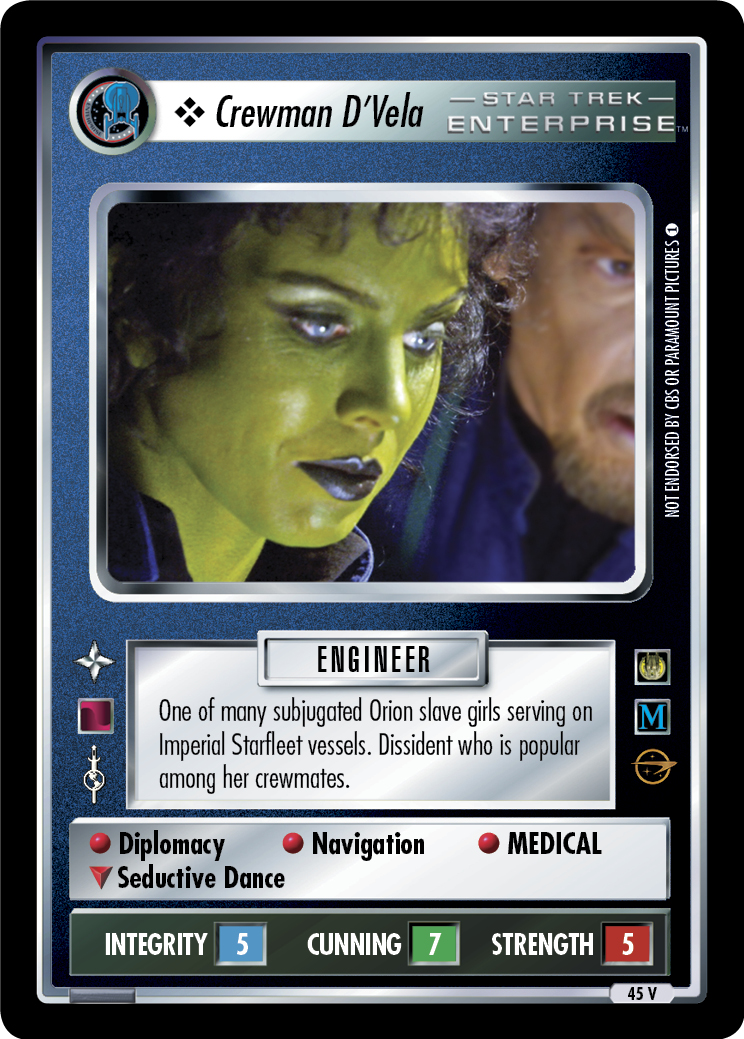 ❖ Crewman D'Vela
STAR TREK
ENTERPRISE™
NOT ENDORSED BY CBS OR PARAMOUNT PICTURES 1
ENGINEER
One of many subjugated Orion slave girls serving on
Imperial Starfleet vessels. Dissident who is popular
among her crewmates.
M
Diplomacy Navigation MEDICAL
Seductive Dance
INTEGRITY 5 CUNNING 7 STRENGTH 5
45 V